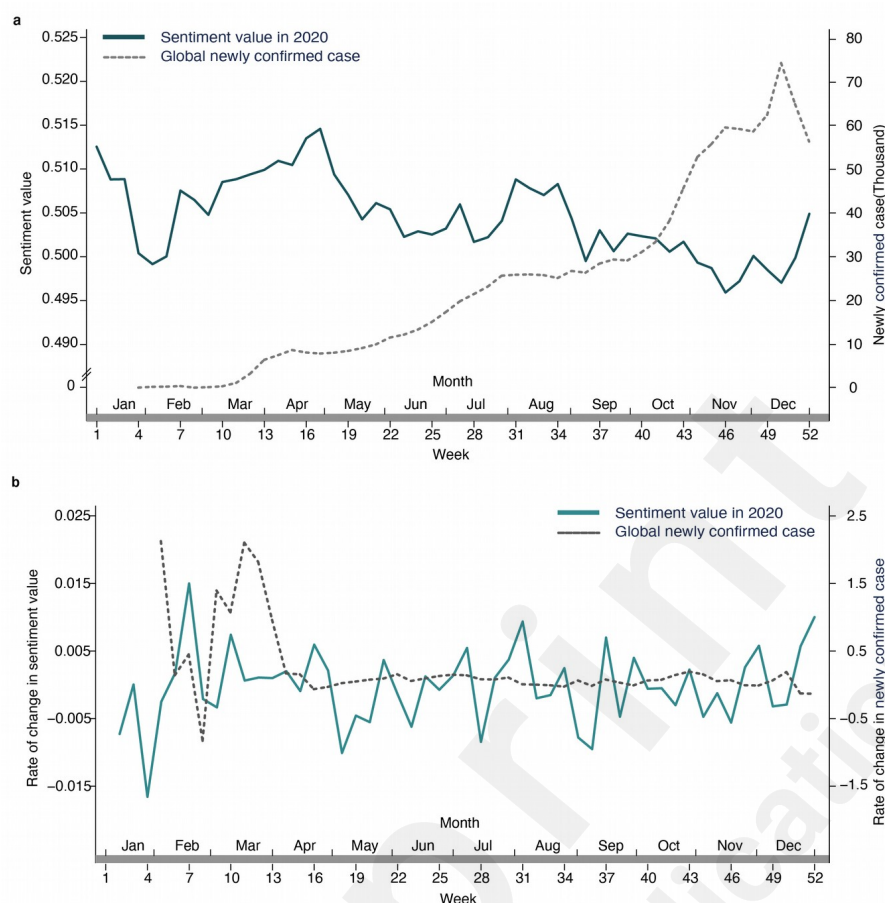 a
Sentiment value in 2020
Global newly confirmed case
0.525
0.520
0.515
0.510
0.505
0.500
0.495
0.490
0
Sentiment value
80
70
60
50
40
30
20
10
0
Newly confirmed case(Thousand)
Month
Jan Feb Mar Apr May Jun Jul Aug Sep Oct Nov Dec
1 4 7 10 13 16 19 22 25 28 31 34 37 40 43 46 49 52
Week
b
Sentiment value in 2020
Global newly confirmed case
0.025
0.015
0.005
−0.005
−0.015
Rate of change in sentiment value
2.5
1.5
0.5
−0.5
−1.5
Rate of change in newly confirmed case
Month
Jan Feb Mar Apr May Jun Jul Aug Sep Oct Nov Dec
1 4 7 10 13 16 19 22 25 28 31 34 37 40 43 46 49 52
Week
print